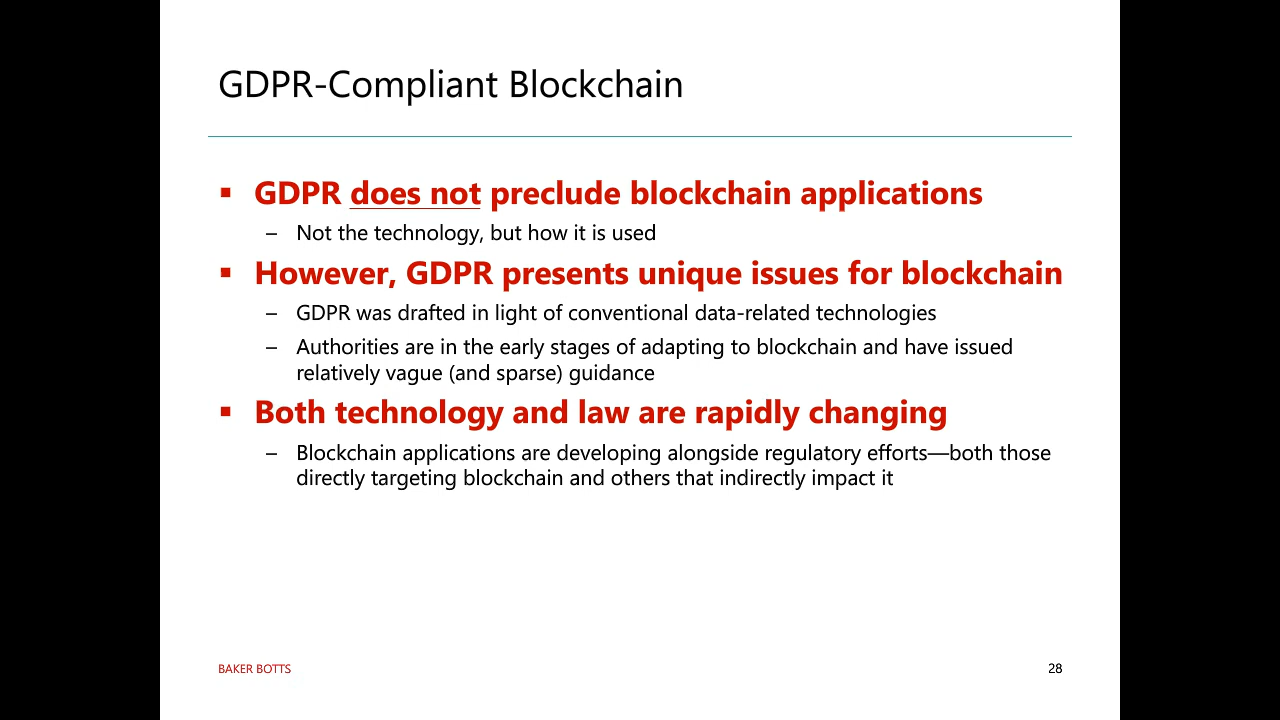 GDPR-Compliant Blockchain
▪ GDPR does not preclude blockchain applications
– Not the technology, but how it is used
▪ However, GDPR presents unique issues for blockchain
– GDPR was drafted in light of conventional data-related technologies
– Authorities are in the early stages of adapting to blockchain and have issued
relatively vague (and sparse) guidance
▪ Both technology and law are rapidly changing
– Blockchain applications are developing alongside regulatory efforts—both those
directly targeting blockchain and others that indirectly impact it
BAKER BOTTS
28